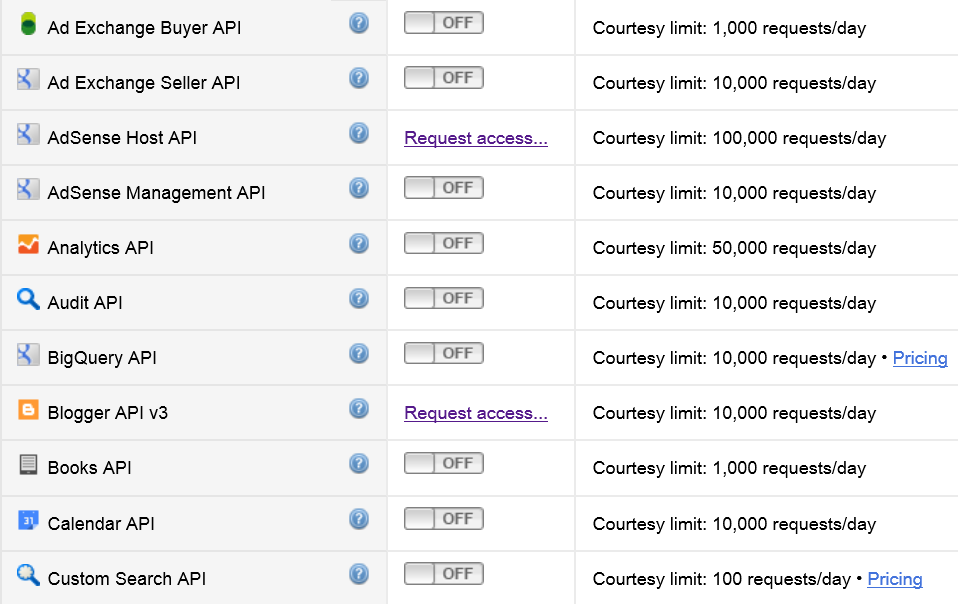 Ad Exchange Buyer API ? OFF Courtesy limit: 1,000 requests/day
Ad Exchange Seller API ? OFF Courtesy limit: 10,000 requests/day
AdSense Host API ? Request access... Courtesy limit: 100,000 requests/day
AdSense Management API ? OFF Courtesy limit: 10,000 requests/day
Analytics API ? OFF Courtesy limit: 50,000 requests/day
Audit API ? OFF Courtesy limit: 10,000 requests/day
BigQuery API ? OFF Courtesy limit: 10,000 requests/day • Pricing
Blogger API v3 ? Request access... Courtesy limit: 10,000 requests/day
Books API ? OFF Courtesy limit: 1,000 requests/day
31 Calendar API ? OFF Courtesy limit: 10,000 requests/day
Custom Search API ? OFF Courtesy limit: 100 requests/day • Pricing